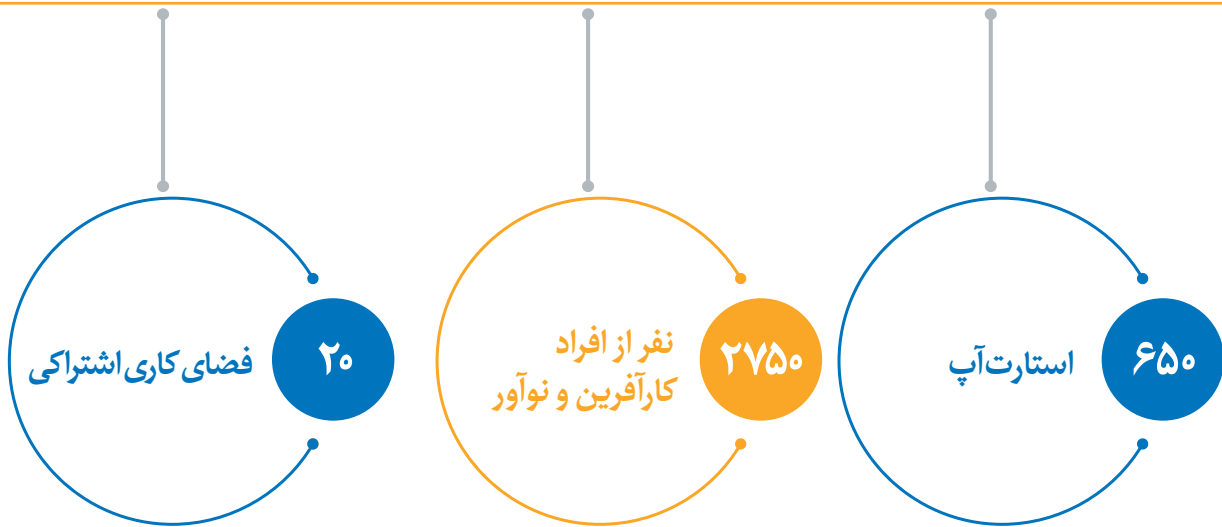 ۶۵۰
استارت‌آپ
۲۷۵۰
نفر از افراد
کارآفرین و نوآور
۲۰
فضای کاری اشتراکی